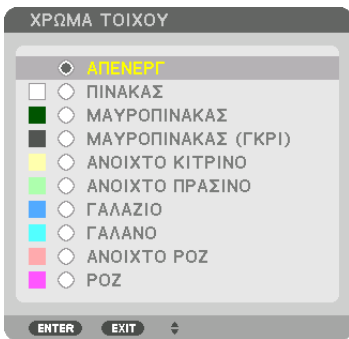 ΧΡΩΜΑ ΤΟΙΧΟΥ
ΑΠΕΝΕΡΓ
ΠΙΝΑΚΑΣ
ΜΑΥΡΟΠΙΝΑΚΑΣ
ΜΑΥΡΟΠΙΝΑΚΑΣ (ΓΚΡΙ)
ΑΝΟΙΧΤΟ ΚΙΤΡΙΝΟ
ΑΝΟΙΧΤΟ ΠΡΑΣΙΝΟ
ΓΑΛΑΖΙΟ
ΓΑΛΑΝΟ
ΑΝΟΙΧΤΟ ΡΟΖ
ΡΟΖ
ENTER EXIT